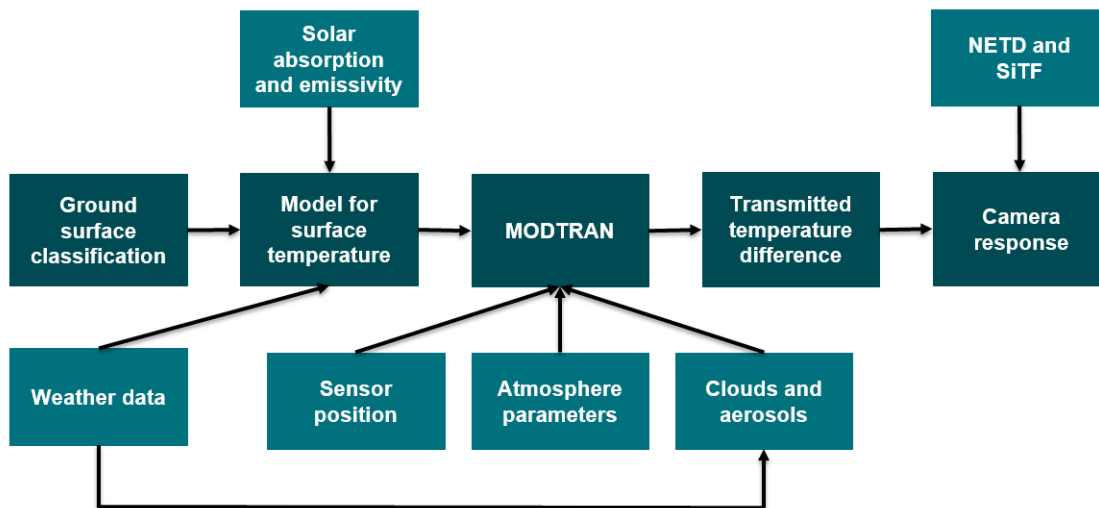 Solar
absorption
and emissivity
NETD and
SiTF
Ground
surface
classification
Model for
surface
temperature
MODTRAN
Transmitted
temperature
difference
Camera
response
Weather data
Sensor
position
Atmosphere
parameters
Clouds and
aerosols